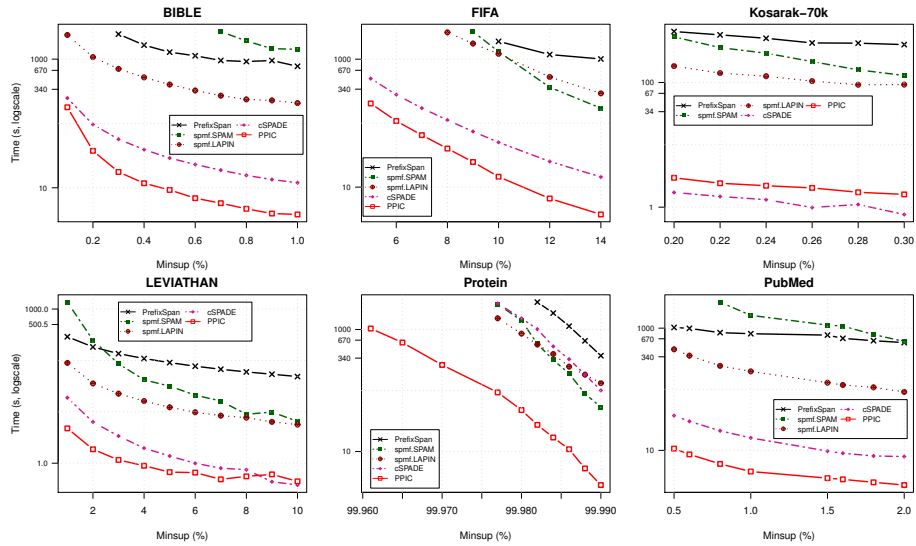 BIBLE
Time (s, logscale)
1000
670
340
10
PrefixSpan
spmf.SPAM
spmf.LAPIN
cSPADE
PPIC
0.2 0.4 0.6 0.8 1.0
Minsup (%)
FIFA
1000
670
340
10
PrefixSpan
spmf.SPAM
spmf.LAPIN
cSPADE
PPIC
6 8 10 12 14
Minsup (%)
Kosarak−70k
100
67
34
1
PrefixSpan
spmf.SPAM
spmf.LAPIN
cSPADE
PPIC
0.20 0.22 0.24 0.26 0.28 0.30
Minsup (%)
LEVIATHAN
Time (s, logscale)
1000.0
500.5
1.0
PrefixSpan
spmf.SPAM
spmf.LAPIN
cSPADE
PPIC
2 4 6 8 10
Minsup (%)
Protein
1000
670
340
10
PrefixSpan
spmf.SPAM
spmf.LAPIN
cSPADE
PPIC
99.960 99.970 99.980 99.990
Minsup (%)
PubMed
1000
670
340
10
PrefixSpan
spmf.SPAM
spmf.LAPIN
cSPADE
PPIC
0.5 1.0 1.5 2.0
Minsup (%)